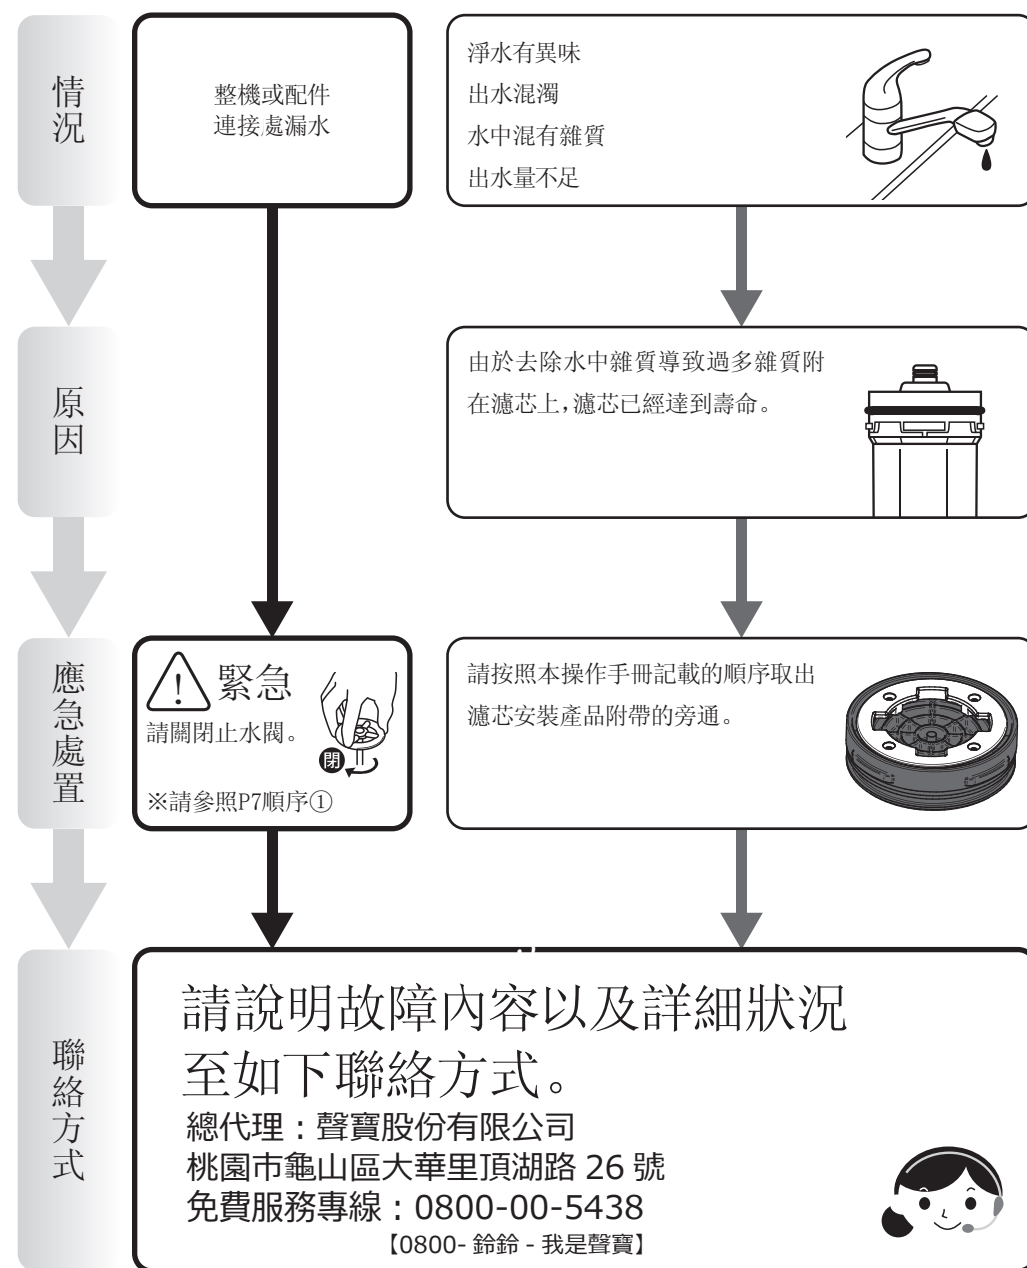 情況
整機或配件
連接處漏水
淨水有異味
出水混濁
水中混有雜質
出水量不足
原因
由於去除水中雜質導致過多雜質附
在濾芯上,濾芯已經達到壽命。
應急處置
緊急
請關閉止水閥。
閉
※請參照P7順序①
請按照本操作手冊記載的順序取出
濾芯安裝產品附帶的旁通。
聯絡方式
請說明故障內容以及詳細狀況
至如下聯絡方式。
總代理：聲寶股份有限公司
桃園市龜山區大華里頂湖路 26 號
免費服務專線：0800-00-5438
【0800- 鈴鈴 - 我是聲寶】